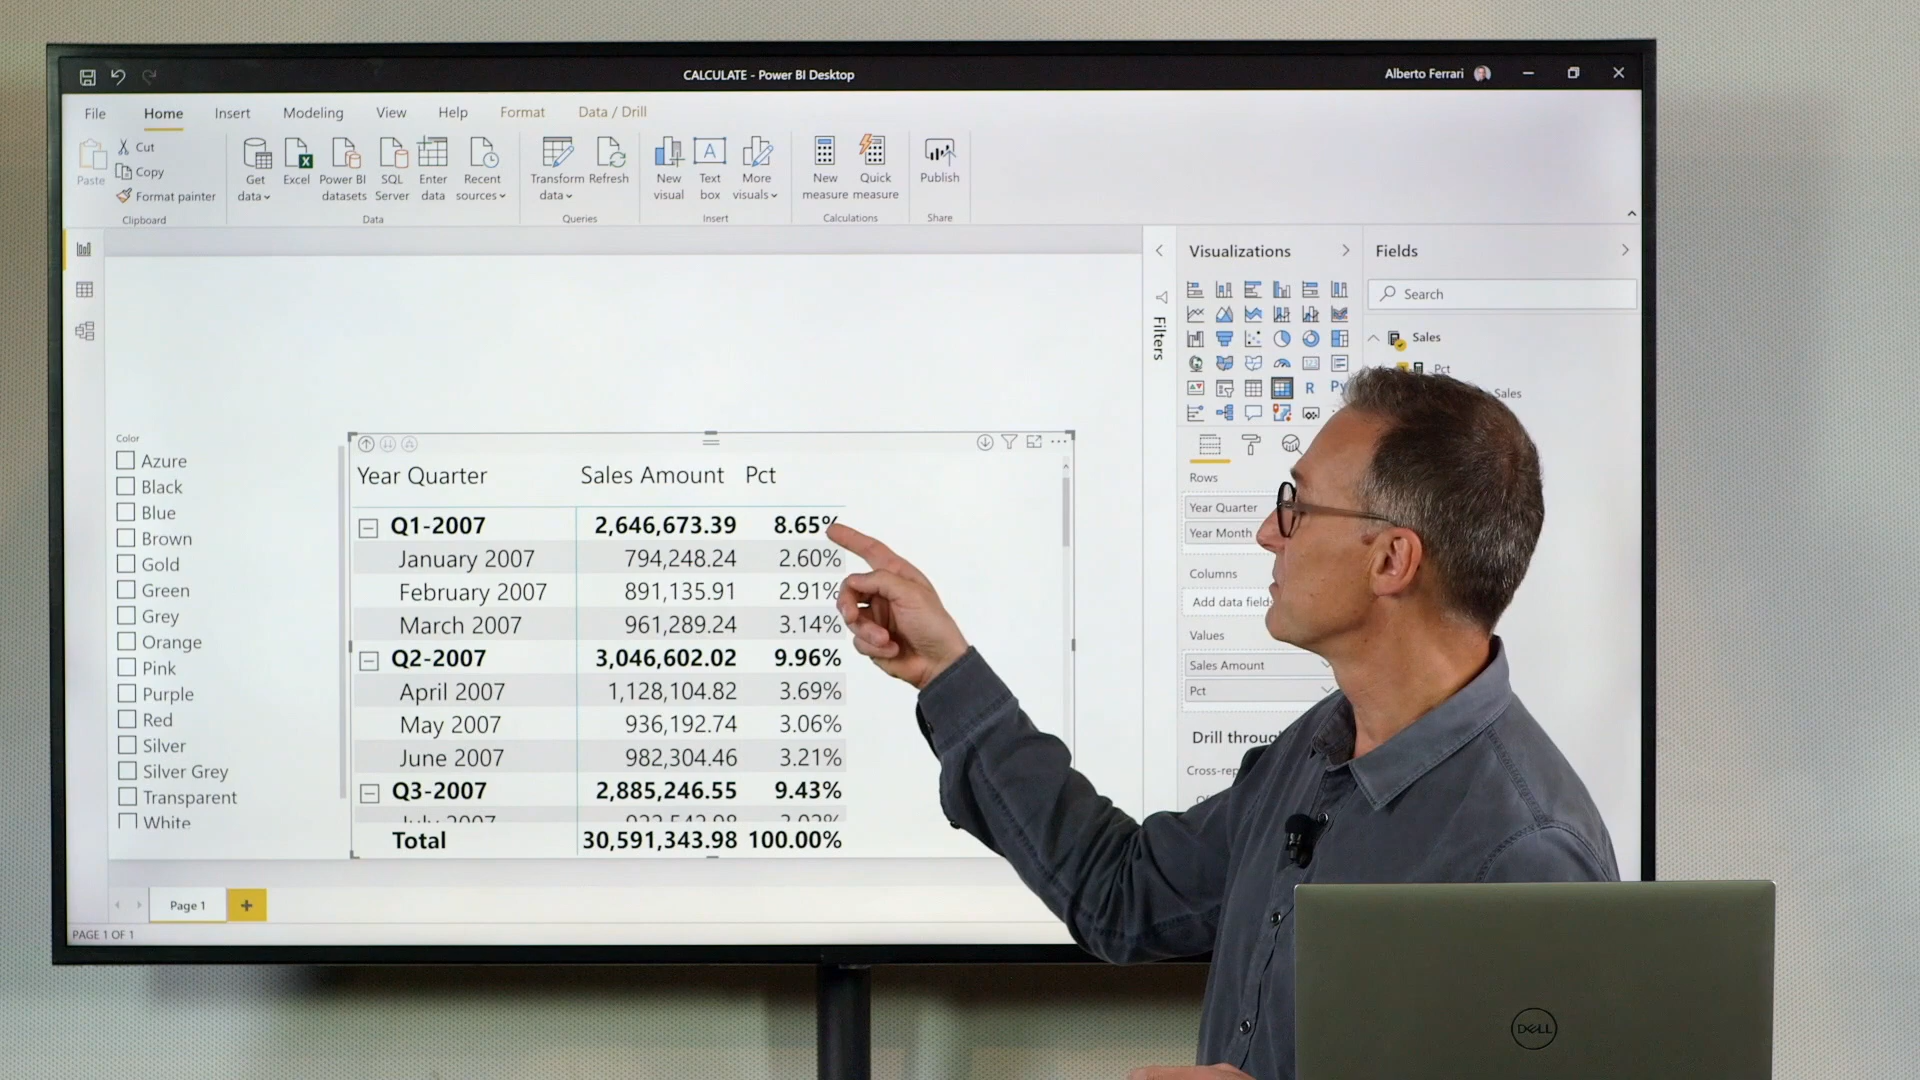 CALCULATE - Power BI Desktop
Alberto Ferrari
File Home Insert Modeling View Help Format Data / Drill
Paste
Cut
Copy
Format painter
Clipboard
Get data
Excel
Power BI datasets
SQL Server
Enter data
Recent sources
Data
Transform data
Refresh
Queries
New visual
Text box
More visuals
Insert
New measure
Quick measure
Calculations
Publish
Share
Color
Azure
Black
Blue
Brown
Gold
Green
Grey
Orange
Pink
Purple
Red
Silver
Silver Grey
Transparent
White
Year Quarter Sales Amount Pct
Q1-2007 2,646,673.39 8.65%
January 2007 794,248.24 2.60%
February 2007 891,135.91 2.91%
March 2007 961,289.24 3.14%
Q2-2007 3,046,602.02 9.96%
April 2007 1,128,104.82 3.69%
May 2007 936,192.74 3.06%
June 2007 982,304.46 3.21%
Q3-2007 2,885,246.55 9.43%
July 2007
Total 30,591,343.98 100.00%
Filters
Visualizations
R Py
Rows
Year Quarter
Year Month
Columns
Add data fields
Values
Sales Amount
Pct
Drill throug
Cross-rep
Fields
Search
Sales
Pct
Sales
Page 1
PAGE 1 OF 1
DELL